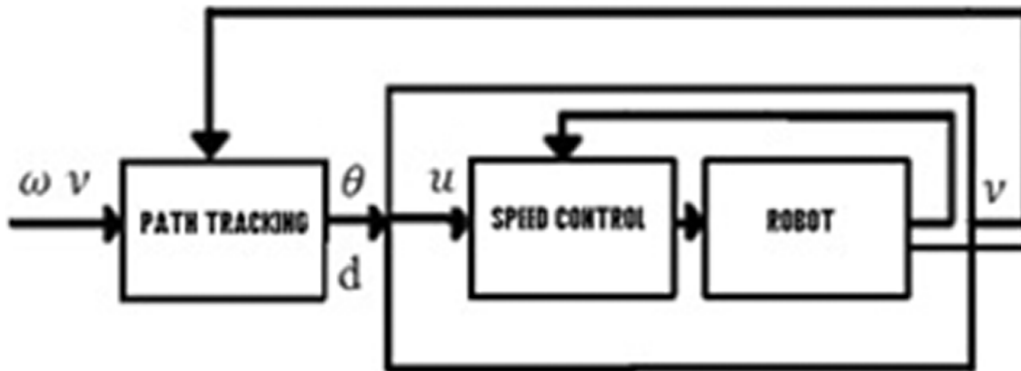 ω ν
PATH TRACKING
θ
d
u
SPEED CONTROL
ROBOT
ν